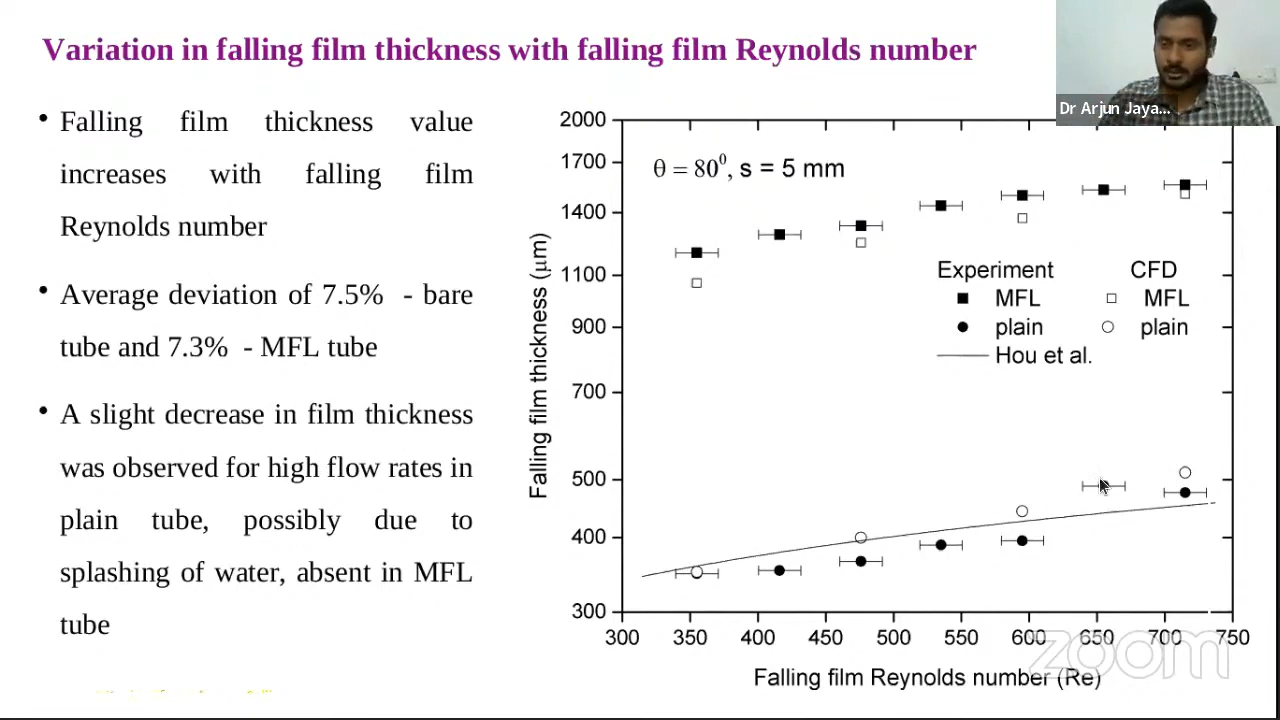 Variation in falling film thickness with falling film Reynolds number
Dr Arjun Jaya...
• Falling film thickness value
increases with falling film
Reynolds number
• Average deviation of 7.5% - bare
tube and 7.3% - MFL tube
• A slight decrease in film thickness
was observed for high flow rates in
plain tube, possibly due to
splashing of water, absent in MFL
tube
Falling film thickness (μm)
2000
1700
1400
1100
900
700
500
400
300
θ = 80⁰, s = 5 mm
Experiment CFD
MFL MFL
plain plain
Hou et al.
300 350 400 450 500 550 600 650 700 750
Falling film Reynolds number (Re)
zoom